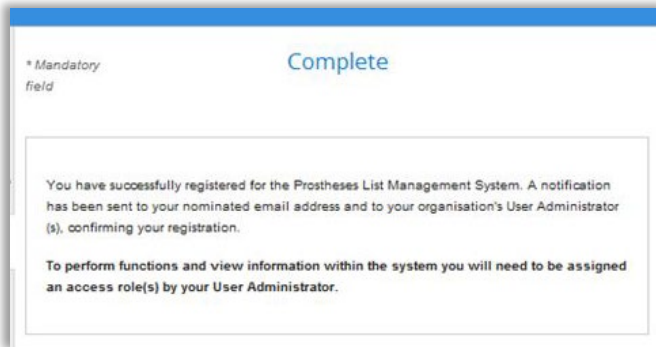 * Mandatory
field
Complete
You have successfully registered for the Prostheses List Management System. A notification
has been sent to your nominated email address and to your organisation's User Administrator
(s), confirming your registration.
To perform functions and view information within the system you will need to be assigned
an access role(s) by your User Administrator.